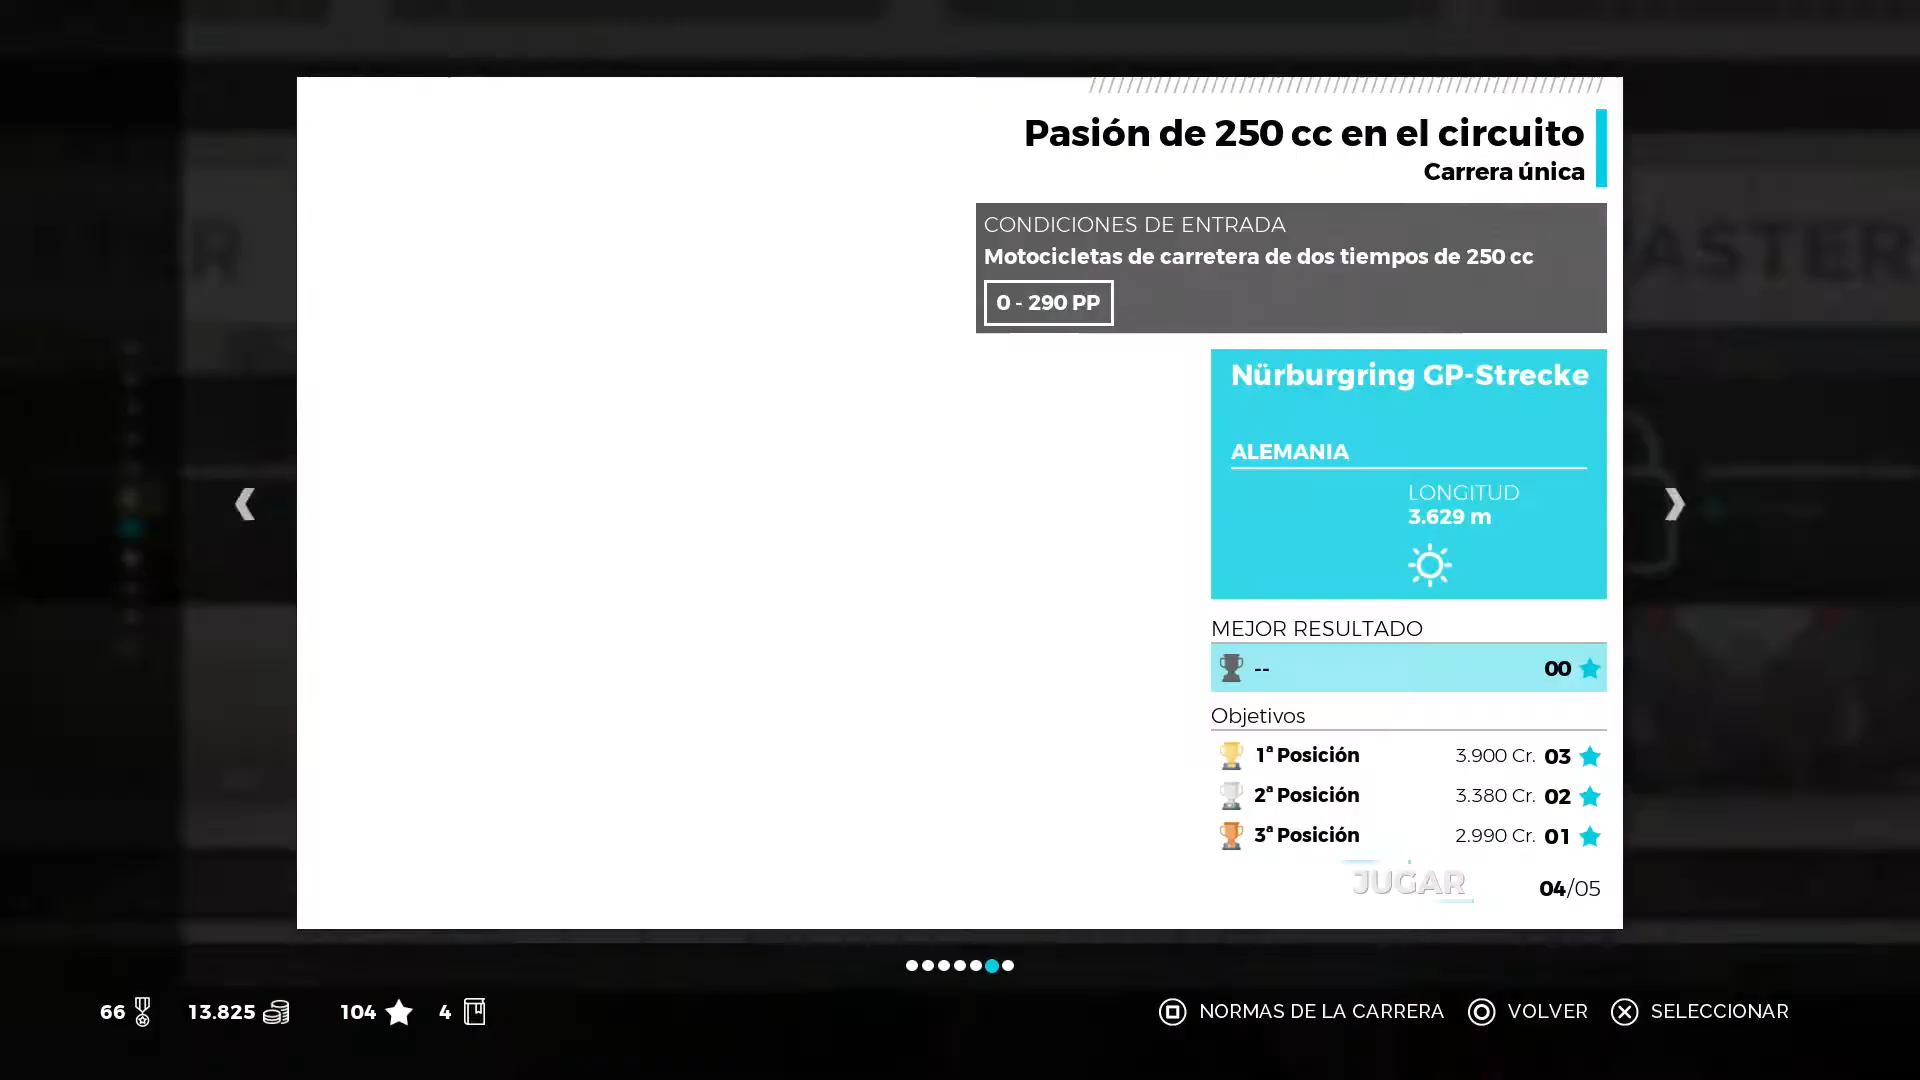 Pasión de 250 cc en el circuito
Carrera única
CONDICIONES DE ENTRADA
Motocicletas de carretera de dos tiempos de 250 cc
0 - 290 PP
Nürburgring GP-Strecke
ALEMANIA
LONGITUD
3.629 m
MEJOR RESULTADO
-- 00
Objetivos
1ª Posición 3.900 Cr. 03
2ª Posición 3.380 Cr. 02
3ª Posición 2.990 Cr. 01
JUGAR 04/05
66 13.825 104 4 NORMAS DE LA CARRERA VOLVER SELECCIONAR